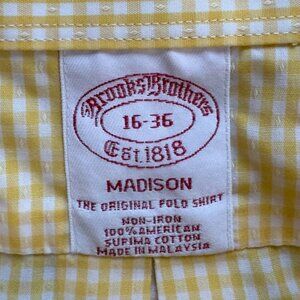 Brooks Brothers
16-36
Est. 1818
MADISON
THE ORIGINAL POLO SHIRT
NON-IRON
100% AMERICAN
SUPIMA COTTON
MADE IN MALAYSIA